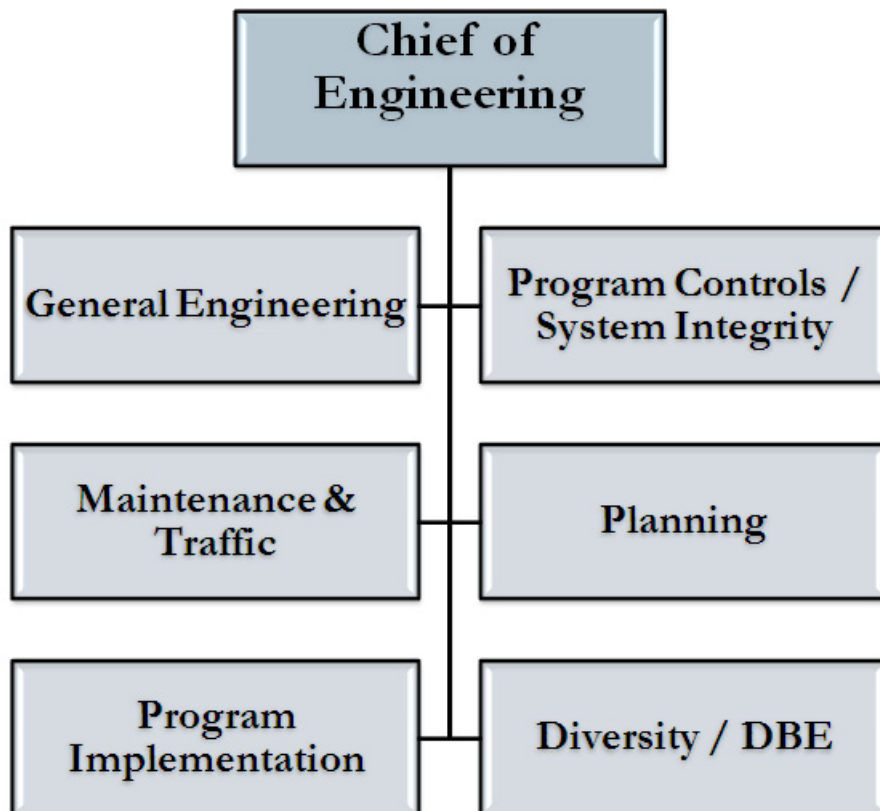 Chief of
Engineering
General Engineering
Program Controls /
System Integrity
Maintenance &
Traffic
Planning
Program
Implementation
Diversity / DBE